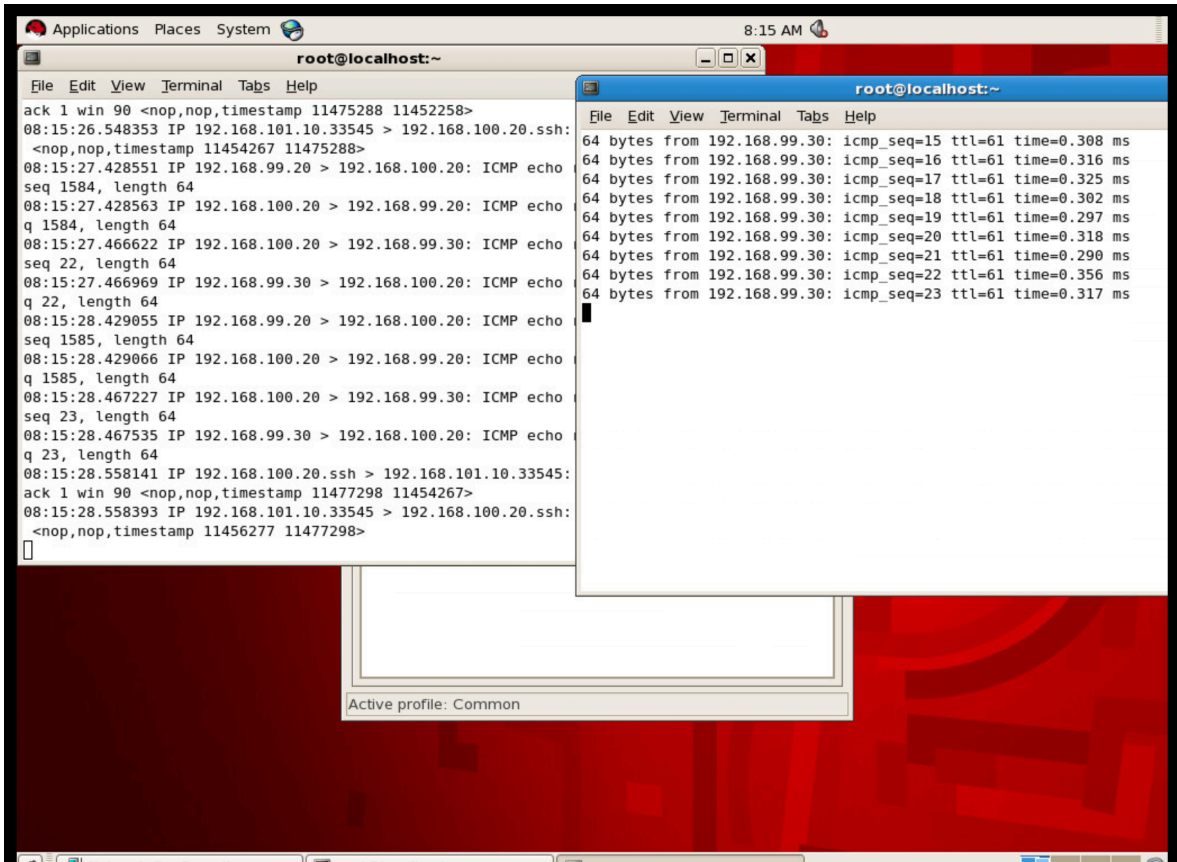 Applications Places System
8:15 AM
root@localhost:~
File Edit View Terminal Tabs Help
ack 1 win 90 <nop,nop,timestamp 11475288 11452258>
08:15:26.548353 IP 192.168.101.10.33545 > 192.168.100.20.ssh:
<nop,nop,timestamp 11454267 11475288>
08:15:27.428551 IP 192.168.99.20 > 192.168.100.20: ICMP echo
seq 1584, length 64
08:15:27.428563 IP 192.168.100.20 > 192.168.99.20: ICMP echo
q 1584, length 64
08:15:27.466622 IP 192.168.100.20 > 192.168.99.30: ICMP echo
seq 22, length 64
08:15:27.466969 IP 192.168.99.30 > 192.168.100.20: ICMP echo
q 22, length 64
08:15:28.429055 IP 192.168.99.20 > 192.168.100.20: ICMP echo
seq 1585, length 64
08:15:28.429066 IP 192.168.100.20 > 192.168.99.20: ICMP echo
q 1585, length 64
08:15:28.467227 IP 192.168.100.20 > 192.168.99.30: ICMP echo
seq 23, length 64
08:15:28.467535 IP 192.168.99.30 > 192.168.100.20: ICMP echo
q 23, length 64
08:15:28.558141 IP 192.168.100.20.ssh > 192.168.101.10.33545:
ack 1 win 90 <nop,nop,timestamp 11477298 11454267>
08:15:28.558393 IP 192.168.101.10.33545 > 192.168.100.20.ssh:
<nop,nop,timestamp 11456277 11477298>
root@localhost:~
File Edit View Terminal Tabs Help
64 bytes from 192.168.99.30: icmp_seq=15 ttl=61 time=0.308 ms
64 bytes from 192.168.99.30: icmp_seq=16 ttl=61 time=0.316 ms
64 bytes from 192.168.99.30: icmp_seq=17 ttl=61 time=0.325 ms
64 bytes from 192.168.99.30: icmp_seq=18 ttl=61 time=0.302 ms
64 bytes from 192.168.99.30: icmp_seq=19 ttl=61 time=0.297 ms
64 bytes from 192.168.99.30: icmp_seq=20 ttl=61 time=0.318 ms
64 bytes from 192.168.99.30: icmp_seq=21 ttl=61 time=0.290 ms
64 bytes from 192.168.99.30: icmp_seq=22 ttl=61 time=0.356 ms
64 bytes from 192.168.99.30: icmp_seq=23 ttl=61 time=0.317 ms
Active profile: Common